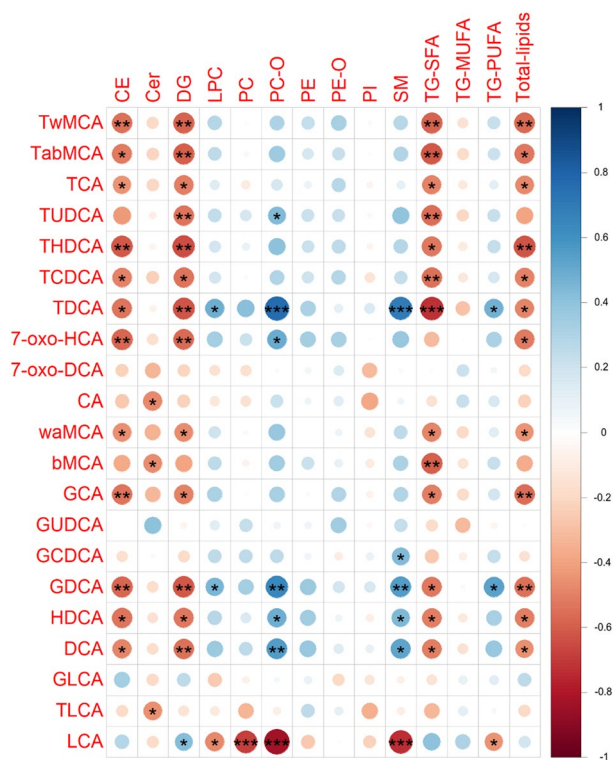 CE Cer DG LPC PC PC-O PE PE-O PI SM TG-SFA TG-MUFA TG-PUFA Total-lipids
TwMCA ** ** ** **
TabMCA * ** ** *
TCA * * * *
TUDCA ** * **
THDCA ** ** * **
TCDCA * * ** *
TDCA * ** * *** *** *** * *
7-oxo-HCA ** ** * *
7-oxo-DCA
CA *
waMCA * * * *
bMCA * **
GCA ** * * **
GUDCA
GCDCA *
GDCA ** ** * ** ** * * **
HDCA * * * * * *
DCA * ** ** * * *
GLCA
TLCA *
LCA * * *** *** *** *
1
0.8
0.6
0.4
0.2
0
-0.2
-0.4
-0.6
-0.8
-1